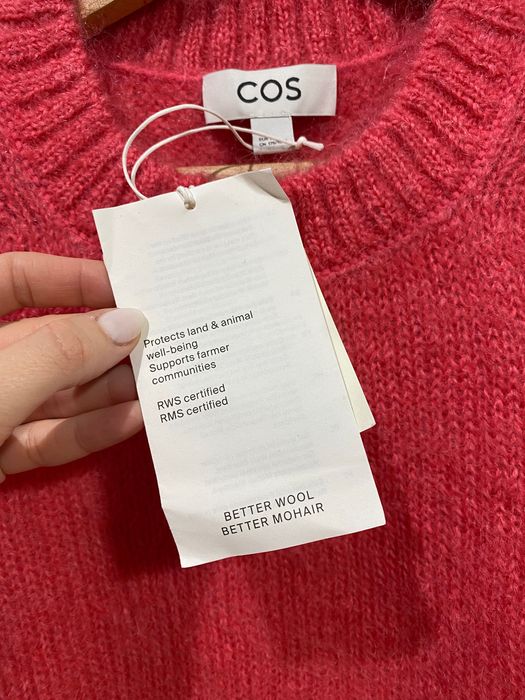 COS
Protects land & animal
well-being
Supports farmer
communities
RWS certified
RMS certified
BETTER WOOL
BETTER MOHAIR